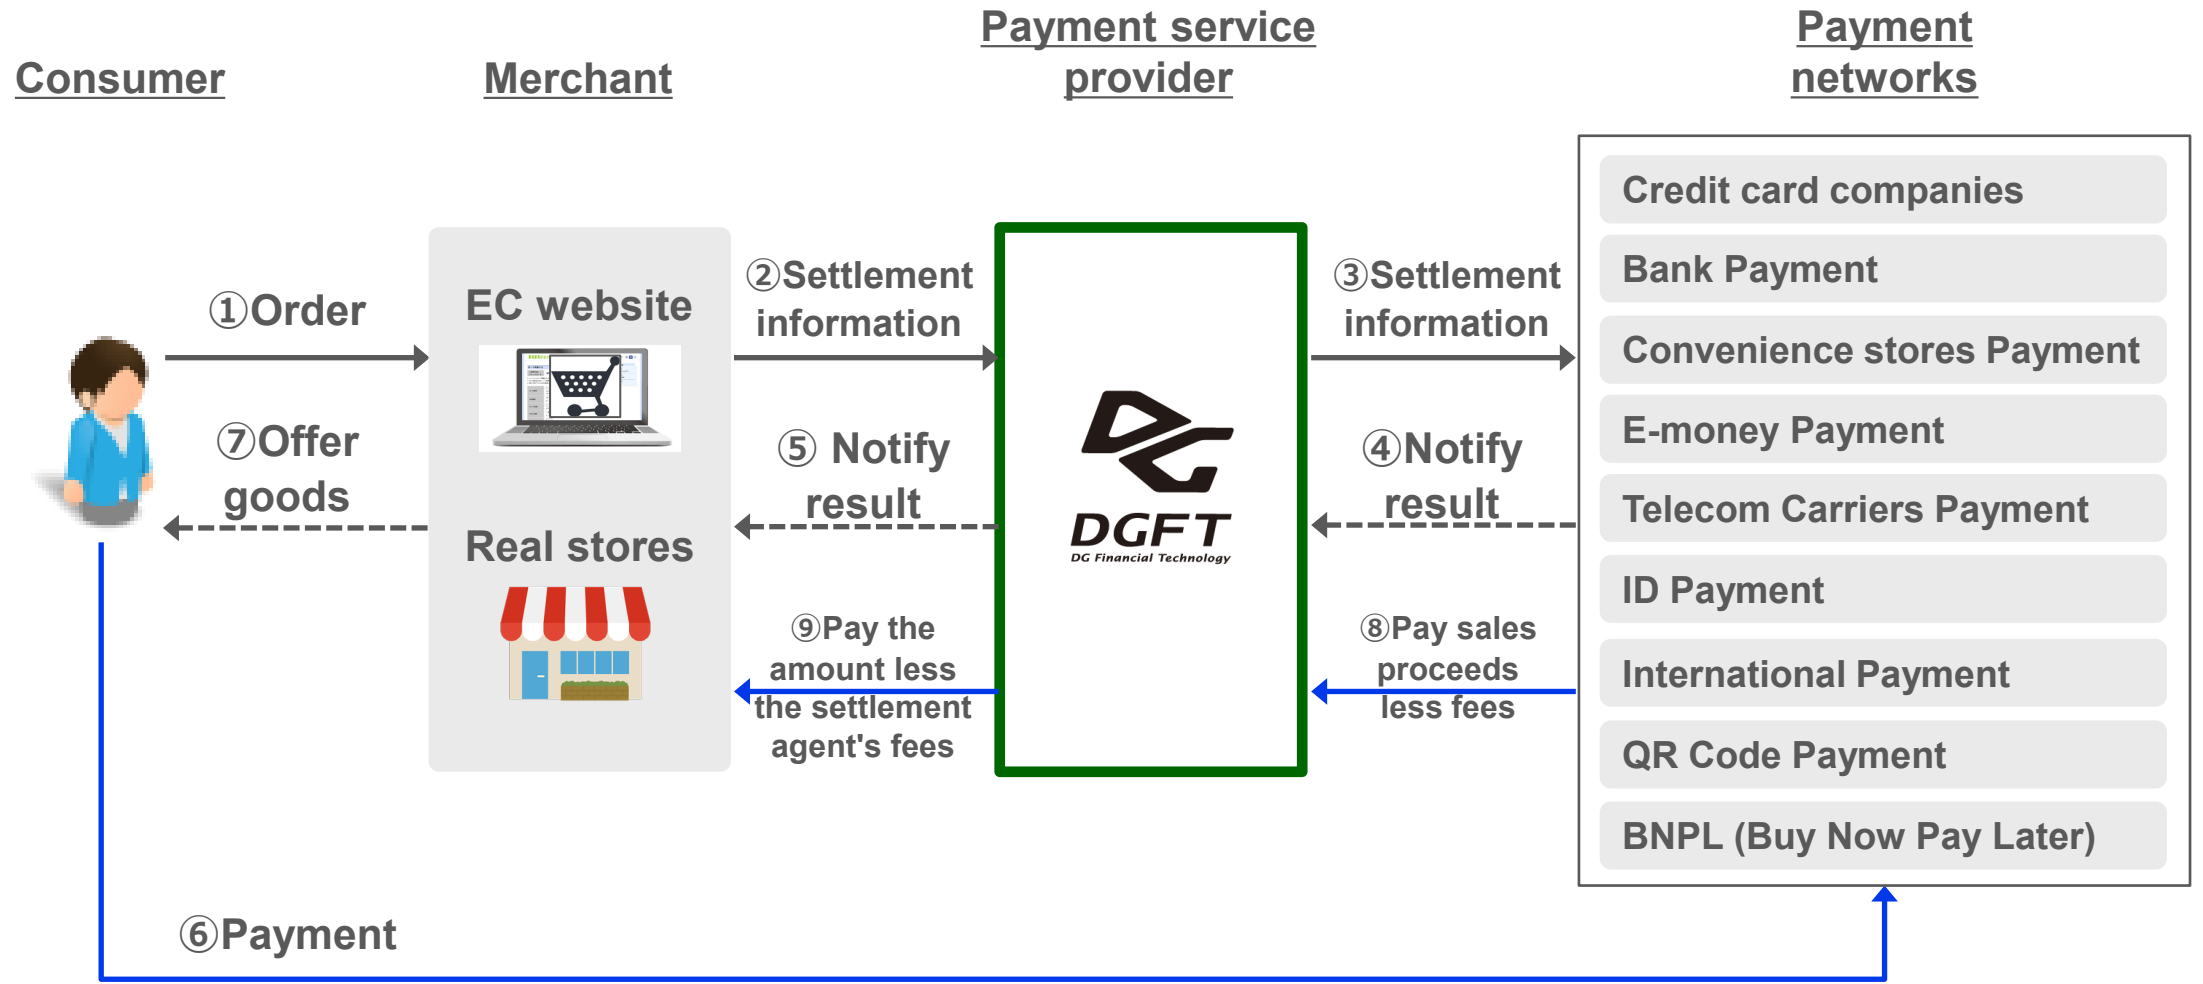 Consumer
Merchant
Payment service
provider
Payment
networks
①Order
⑦Offer
goods
EC website
Real stores
②Settlement
information
⑤ Notify
result
⑨Pay the
amount less
the settlement
agent's fees
DGFT
DG Financial Technology
③Settlement
information
④Notify
result
⑧Pay sales
proceeds
less fees
Credit card companies
Bank Payment
Convenience stores Payment
E-money Payment
Telecom Carriers Payment
ID Payment
International Payment
QR Code Payment
BNPL (Buy Now Pay Later)
⑥Payment